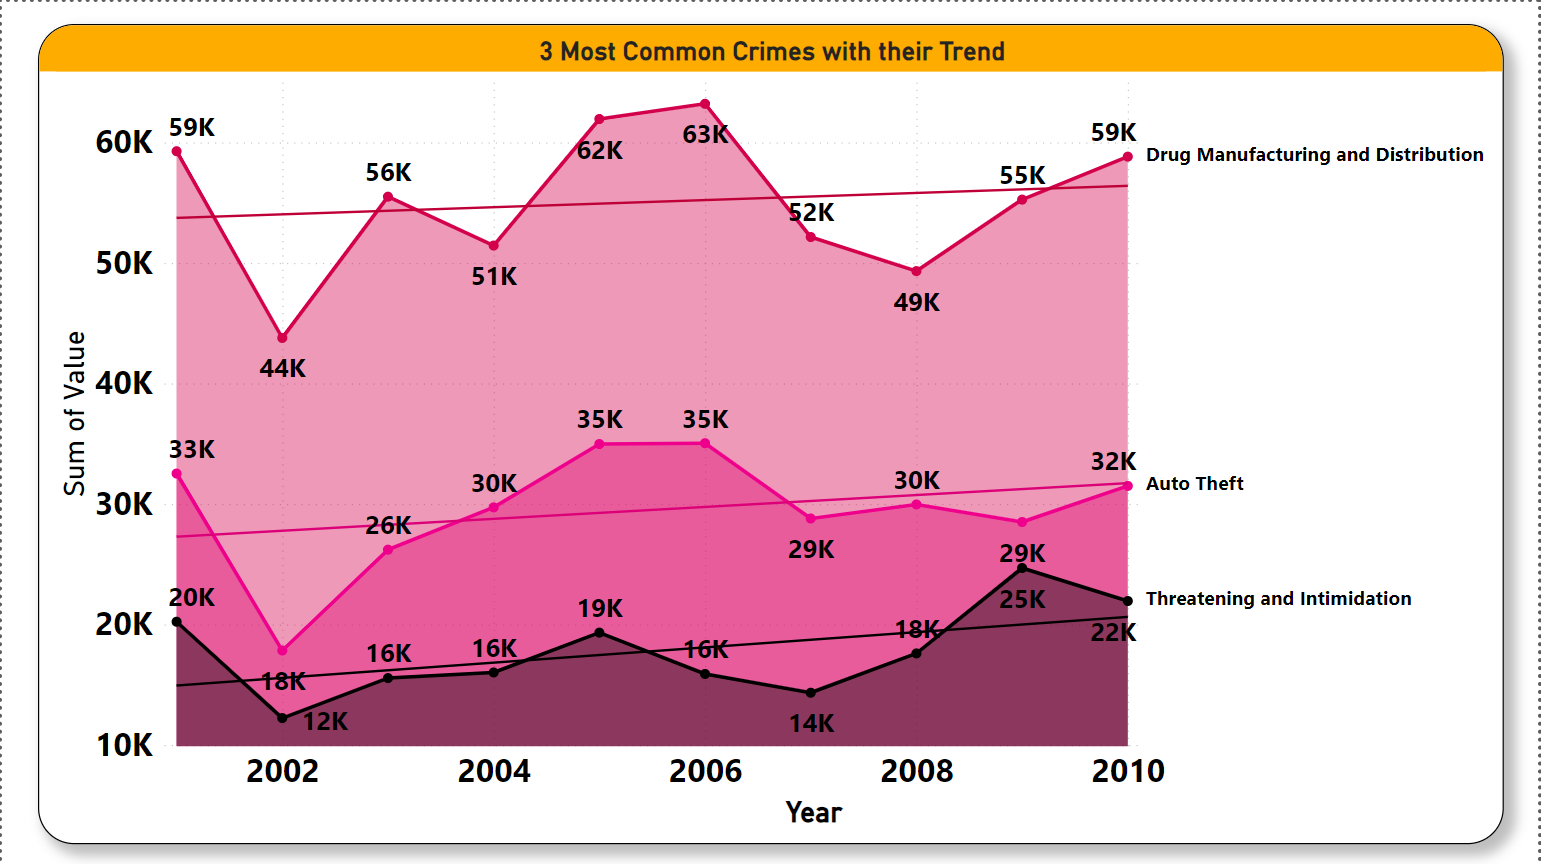 3 Most Common Crimes with their Trend
60K
50K
40K
30K
20K
10K
Sum of Value
59K
44K
56K
51K
62K
63K
52K
49K
55K
59K
Drug Manufacturing and Distribution
33K
18K
26K
30K
35K
35K
29K
30K
29K
32K
Auto Theft
20K
12K
16K
16K
19K
16K
14K
18K
25K
22K
Threatening and Intimidation
2002 2004 2006 2008 2010
Year